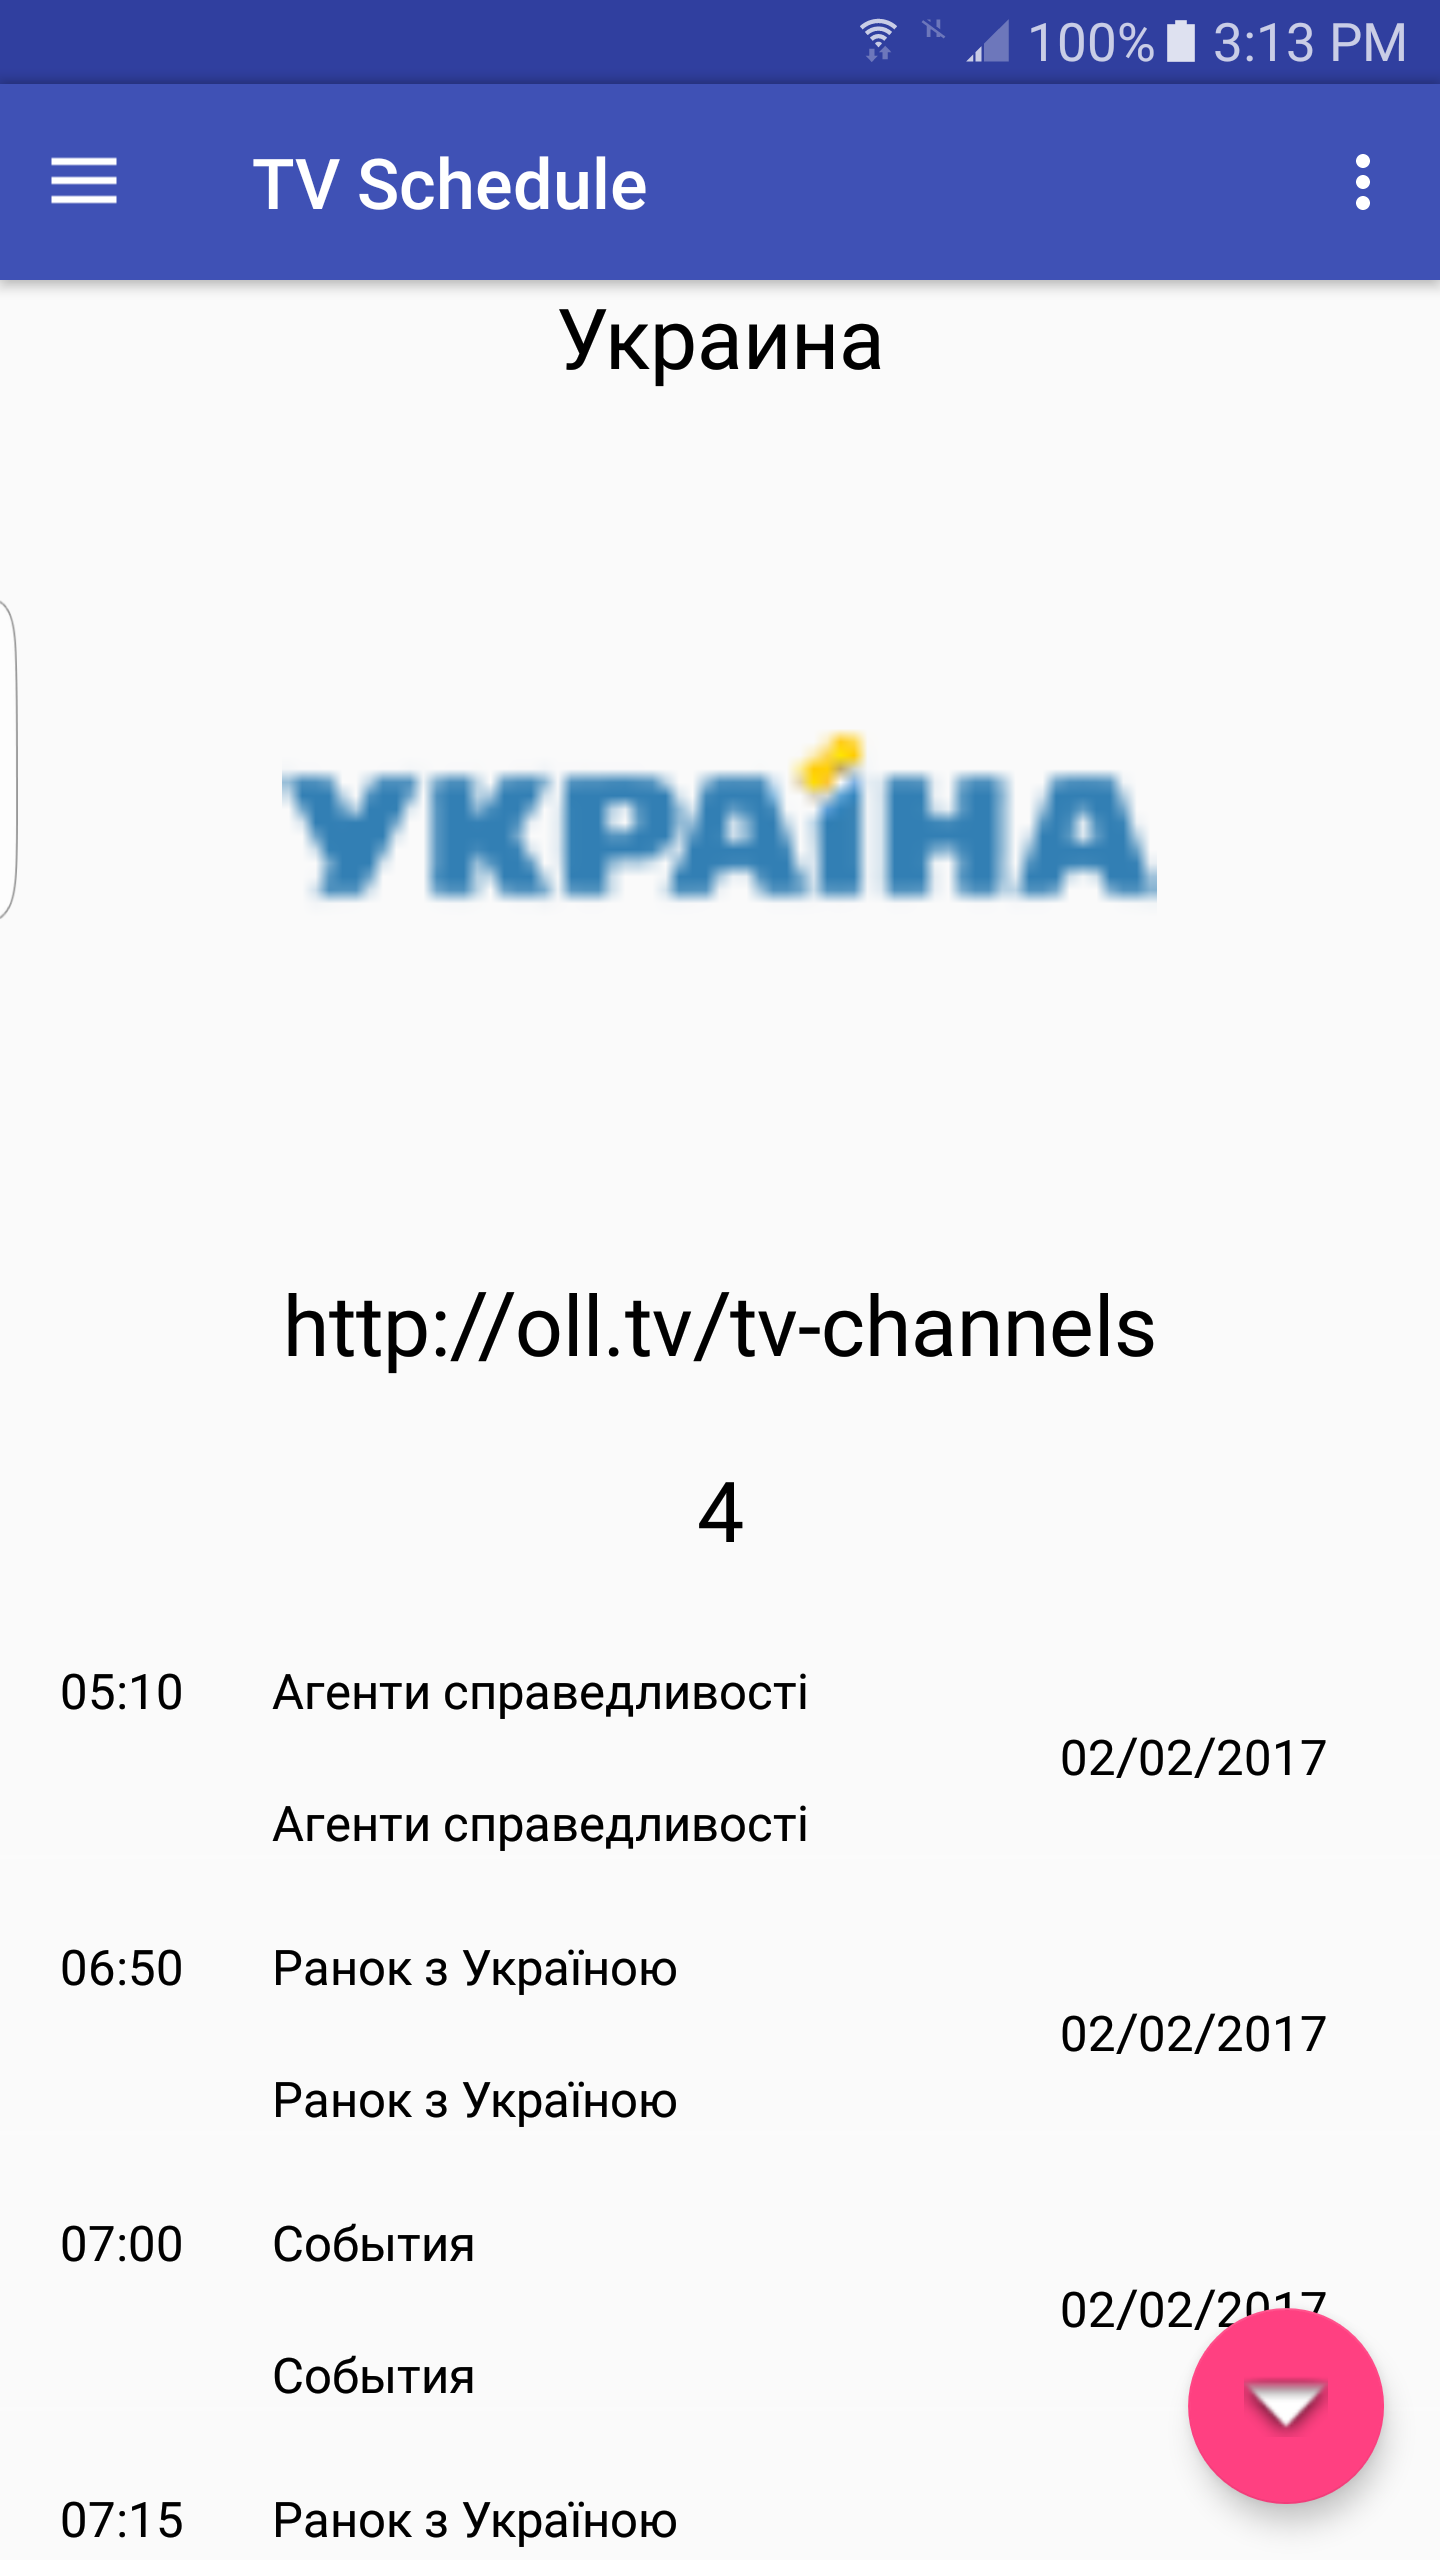 100% 3:13 PM
TV Schedule
Украина
УКРАЇНА
http://oll.tv/tv-channels
4
05:10 Агенти справедливості
02/02/2017
Агенти справедливості
06:50 Ранок з Україною
02/02/2017
Ранок з Україною
07:00 События
02/02/2017
События
07:15 Ранок з Україною